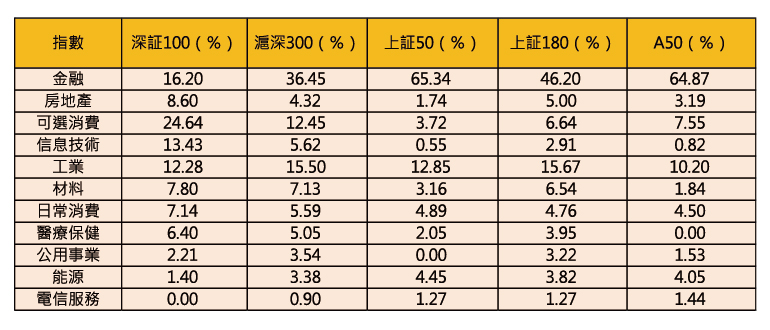 指數 深証100（%） 滬深300（%） 上証50（%） 上証180（%） A50（%）
金融 16.20 36.45 65.34 46.20 64.87
房地產 8.60 4.32 1.74 5.00 3.19
可選消費 24.64 12.45 3.72 6.64 7.55
信息技術 13.43 5.62 0.55 2.91 0.82
工業 12.28 15.50 12.85 15.67 10.20
材料 7.80 7.13 3.16 6.54 1.84
日常消費 7.14 5.59 4.89 4.76 4.50
醫療保健 6.40 5.05 2.05 3.95 0.00
公用事業 2.21 3.54 0.00 3.22 1.53
能源 1.40 3.38 4.45 3.82 4.05
電信服務 0.00 0.90 1.27 1.27 1.44